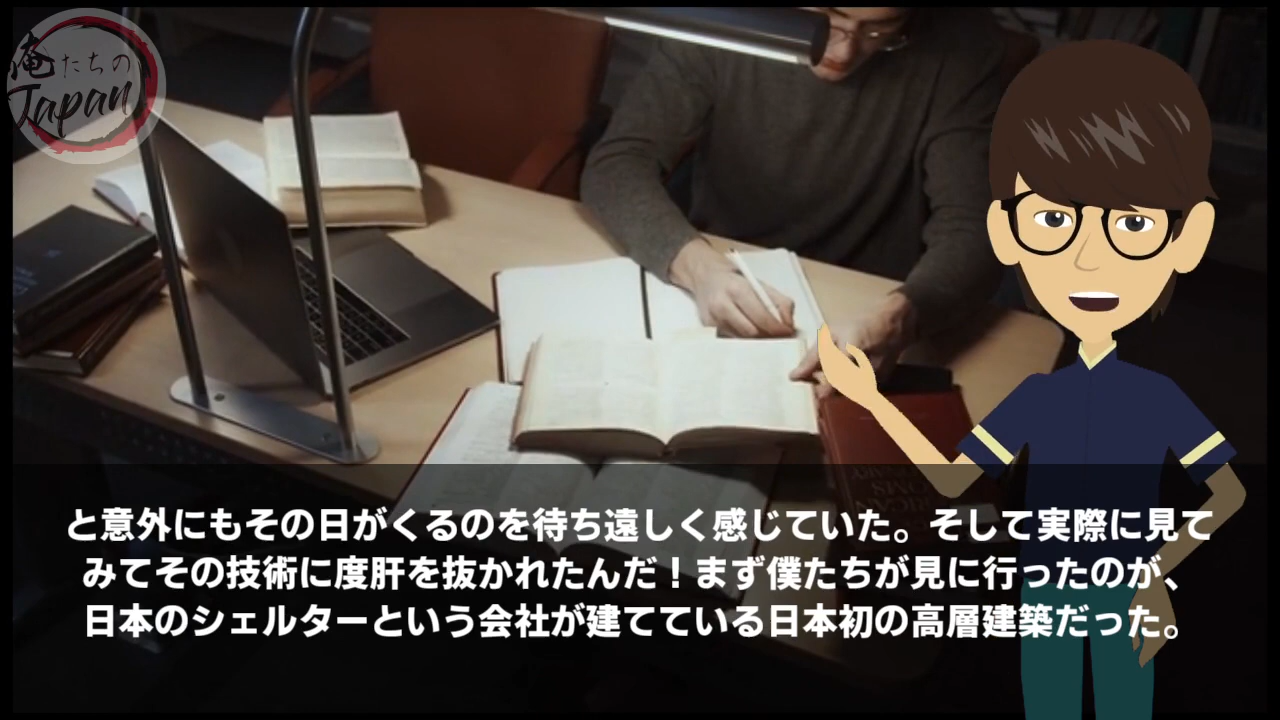 俺たちの
Japan
と意外にもその日がくるのを待ち遠しく感じていた。そして実際に見て
みてその技術に度肝を抜かれたんだ！まず僕たちが見に行ったのが、
日本のシェルターという会社が建てている日本初の高層建築だった。